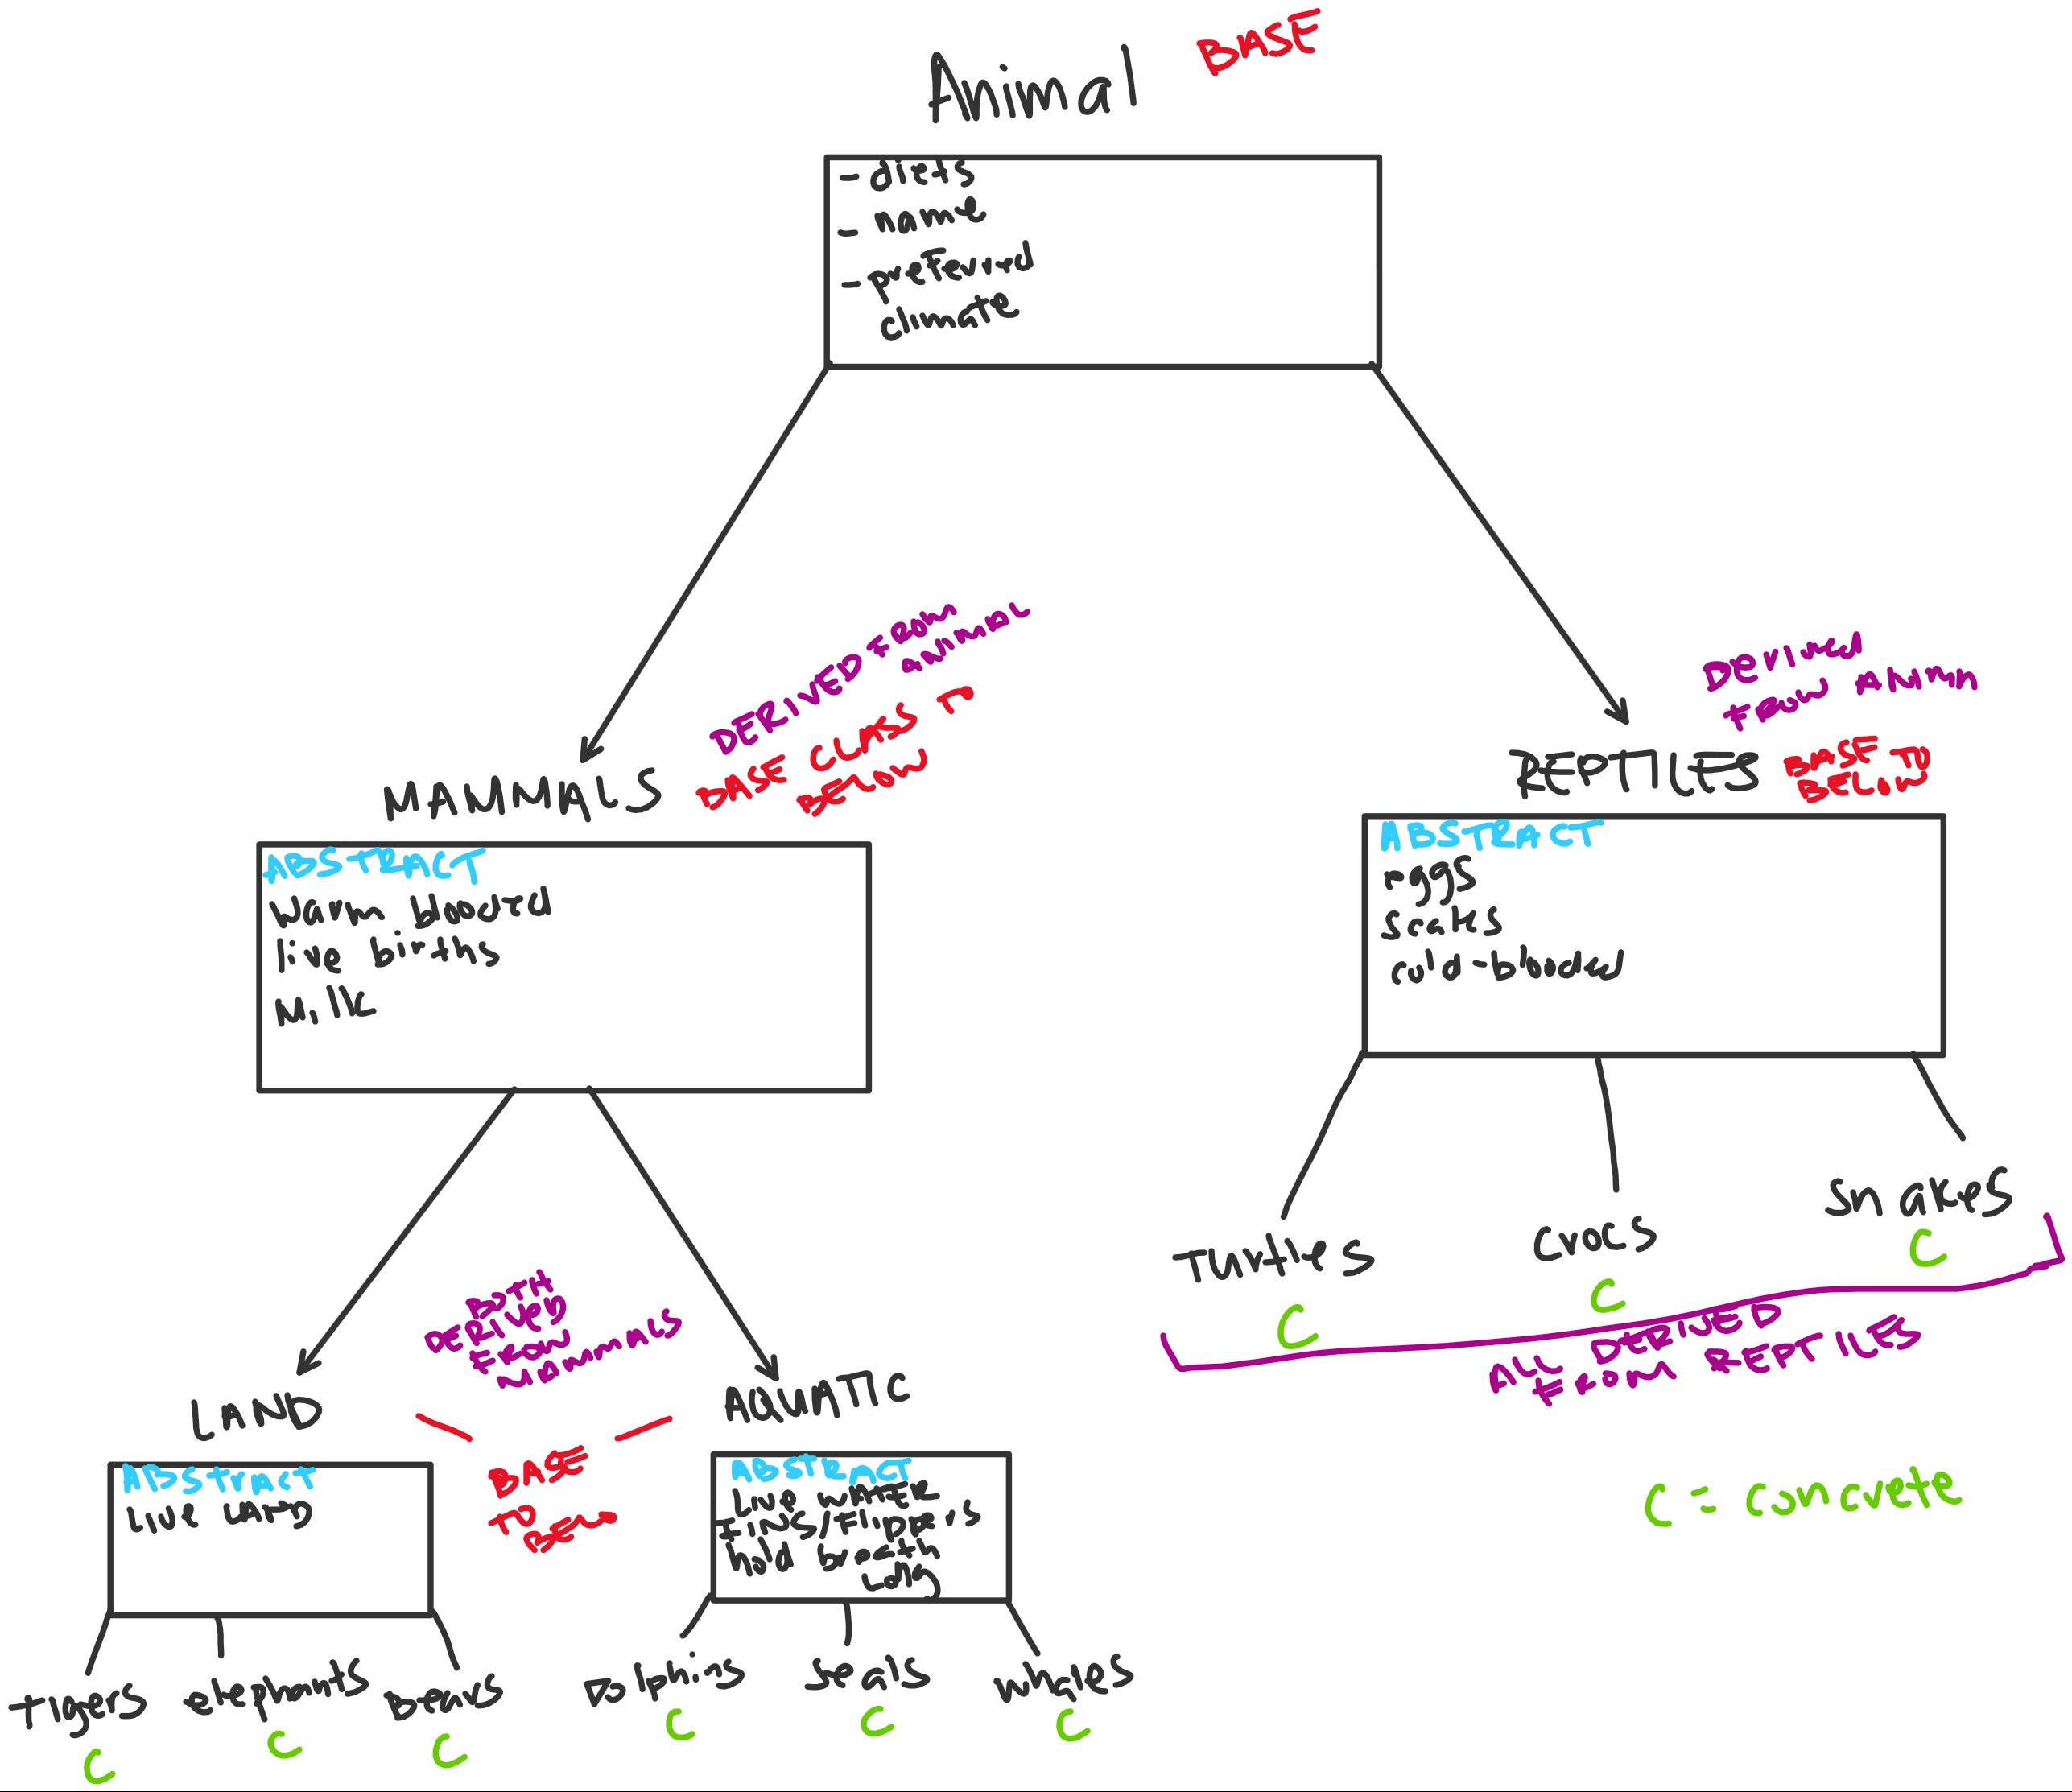 Animal
BASE
- diets
- name
- preferred
climate
DERIVED FROM
animal
BASE CLASS TO
BELOW
MAMMALS
ABSTRACT
Warm blooded
live births
Milk
Derived
from Animal
REPTILES
BASE TO
BELOW
ABSTRACT
eggs
scales
cold-blooded
Turtles
C
crocs
C
snakes
C
ALL DERIVED
FROM REPTILES
C = concrete
BOTH
DERIVED
FROM
MAMMALS
BASE
TO
BELOW
LAND
ABSTRACT
live LAND
tigers
C
elephants
C
Bears
C
AQUATIC
ABSTRACT
live water
FINS/Flippers
Hold breath
long
Dolphins
C
seals
C
whales
C